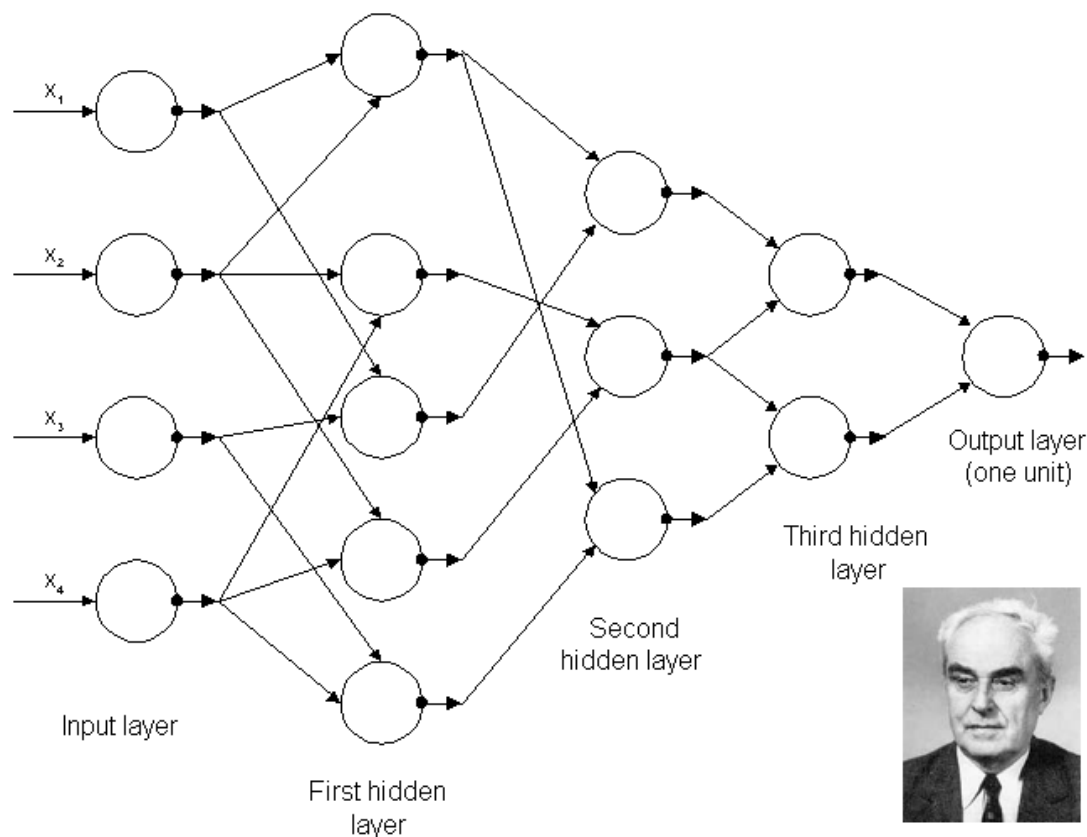 X₁
X₂
X₃
X₄
Input layer
First hidden
layer
Second
hidden layer
Third hidden
layer
Output layer
(one unit)